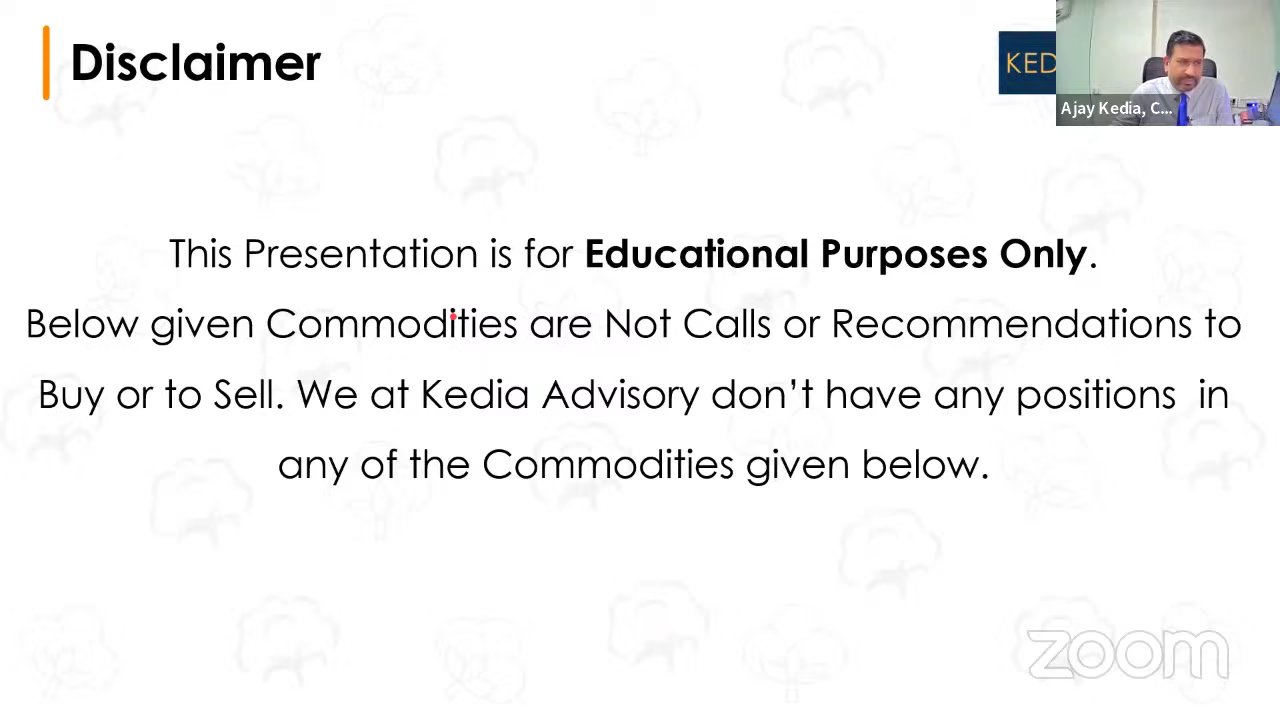 Disclaimer
KED
Ajay Kedia, C...
This Presentation is for Educational Purposes Only.
Below given Commodities are Not Calls or Recommendations to
Buy or to Sell. We at Kedia Advisory don't have any positions in
any of the Commodities given below.
zoom